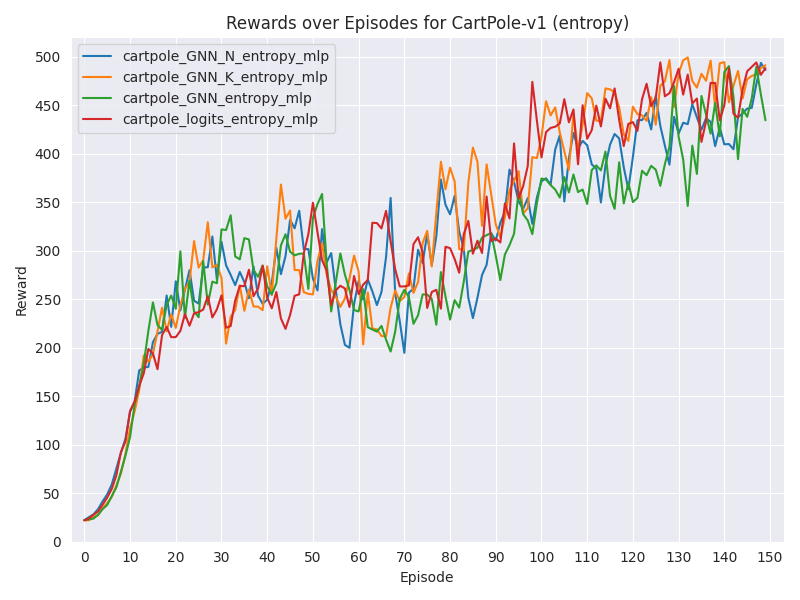 Rewards over Episodes for CartPole-v1 (entropy)
cartpole_GNN_N_entropy_mlp
cartpole_GNN_K_entropy_mlp
cartpole_GNN_entropy_mlp
cartpole_logits_entropy_mlp
Reward
500
450
400
350
300
250
200
150
100
50
0
0 10 20 30 40 50 60 70 80 90 100 110 120 130 140 150
Episode